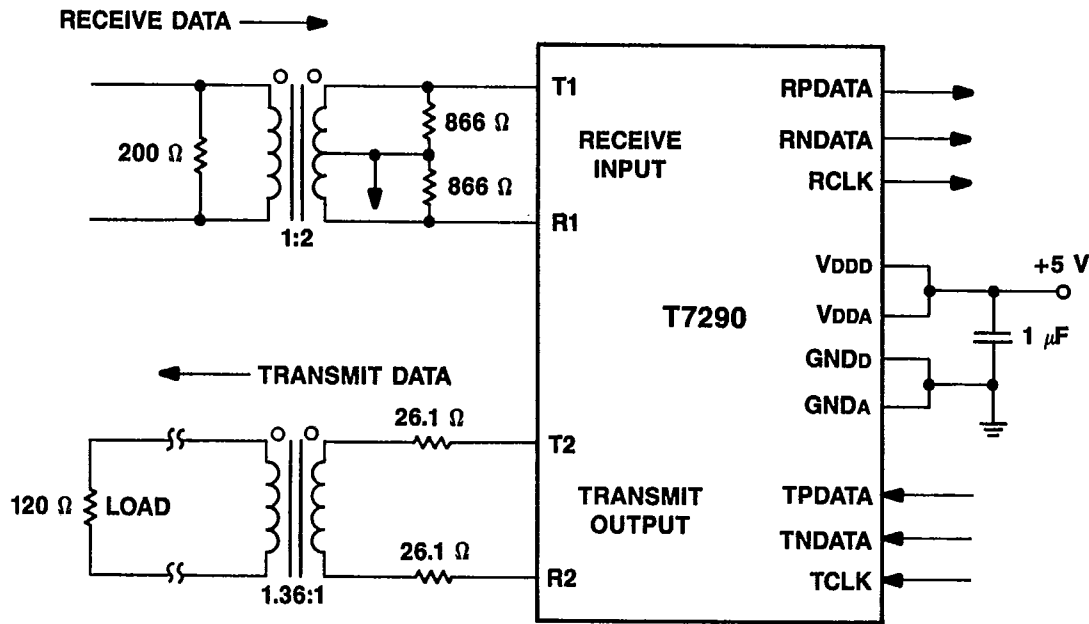 RECEIVE DATA
200 Ω
1:2
866 Ω
866 Ω
T1
RECEIVE
INPUT
R1
RPDATA
RNDATA
RCLK
VDDD
VDDA
GNDD
GNDA
+5 V
1 μF
T7290
TRANSMIT DATA
120 Ω
LOAD
1.36:1
26.1 Ω
26.1 Ω
T2
TRANSMIT
OUTPUT
R2
TPDATA
TNDATA
TCLK